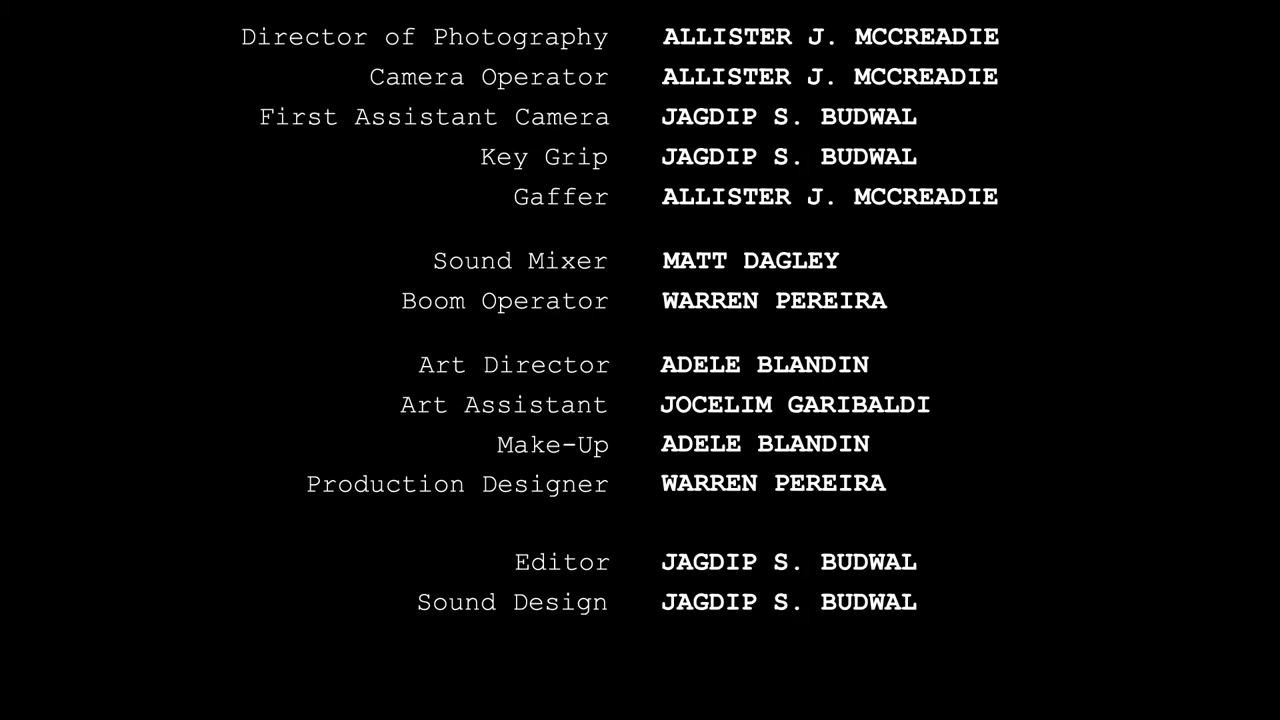 Director of Photography ALLISTER J. MCCREADIE
Camera Operator ALLISTER J. MCCREADIE
First Assistant Camera JAGDIP S. BUDWAL
Key Grip JAGDIP S. BUDWAL
Gaffer ALLISTER J. MCCREADIE
Sound Mixer MATT DAGLEY
Boom Operator WARREN PEREIRA
Art Director ADELE BLANDIN
Art Assistant JOCELIM GARIBALDI
Make-Up ADELE BLANDIN
Production Designer WARREN PEREIRA
Editor JAGDIP S. BUDWAL
Sound Design JAGDIP S. BUDWAL